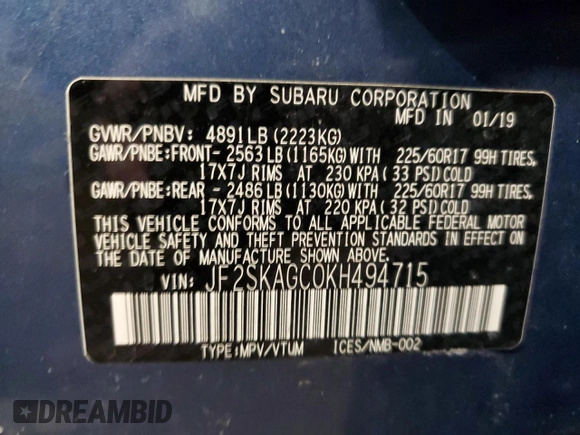 MFD BY SUBARU CORPORATION
MFD IN 01/19
GVWR/PNBV: 4891LB(2223KG)
GAWR/PNBE:FRONT- 2563LB(1165KG)WITH 225/60R17 99H TIRES,
17X7J RIMS AT 230 KPA( 33 PSI)COLD
GAWR/PNBE:REAR - 2486LB(1130KG)WITH 225/60R17 99H TIRES,
17X7J RIMS AT 220 KPA( 32 PSI)COLD
THIS VEHICLE CONFORMS TO ALL APPLICABLE FEDERAL MOTOR
VEHICLE SAFETY AND THEFT PREVENTION STANDARDS IN EFFECT
ON THE DATE OF MANUFACTURE SHOWN ABOVE.
VIN: JF2SKAGC0KH494715
TYPE:MPV/VTUM ICES/NMB-002
DREAMBID